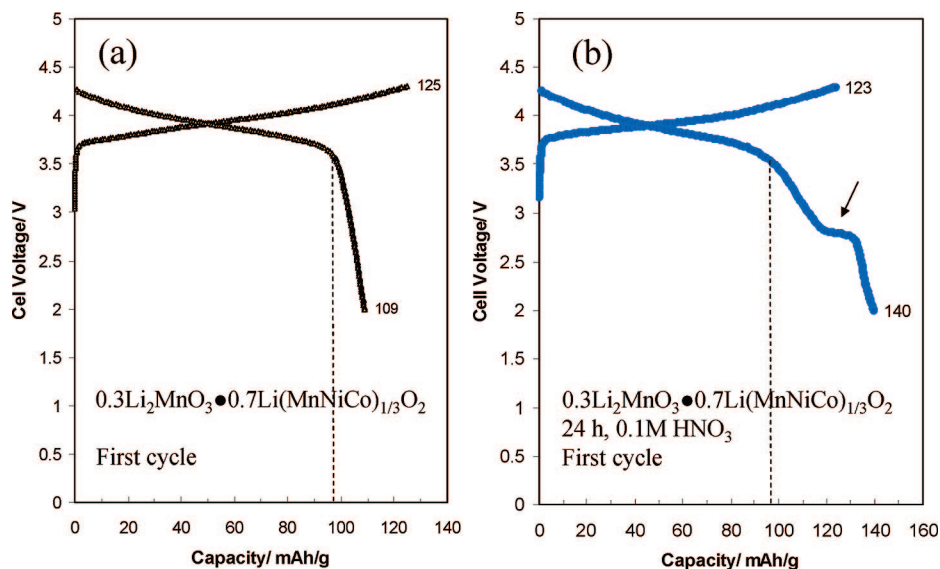 (a)
5
4.5
4
3.5
3
2.5
2
1.5
1
0.5
0
Cel Voltage/ V
125
109
0.3Li₂MnO₃●0.7Li(MnNiCo)₁/₃O₂
First cycle
0 20 40 60 80 100 120 140
Capacity/ mAh/g
(b)
5
4.5
4
3.5
3
2.5
2
1.5
1
0.5
0
Cell Voltage/ V
123
140
0.3Li₂MnO₃●0.7Li(MnNiCo)₁/₃O₂
24 h, 0.1M HNO₃
First cycle
0 20 40 60 80 100 120 140 160
Capacity/ mAh/g